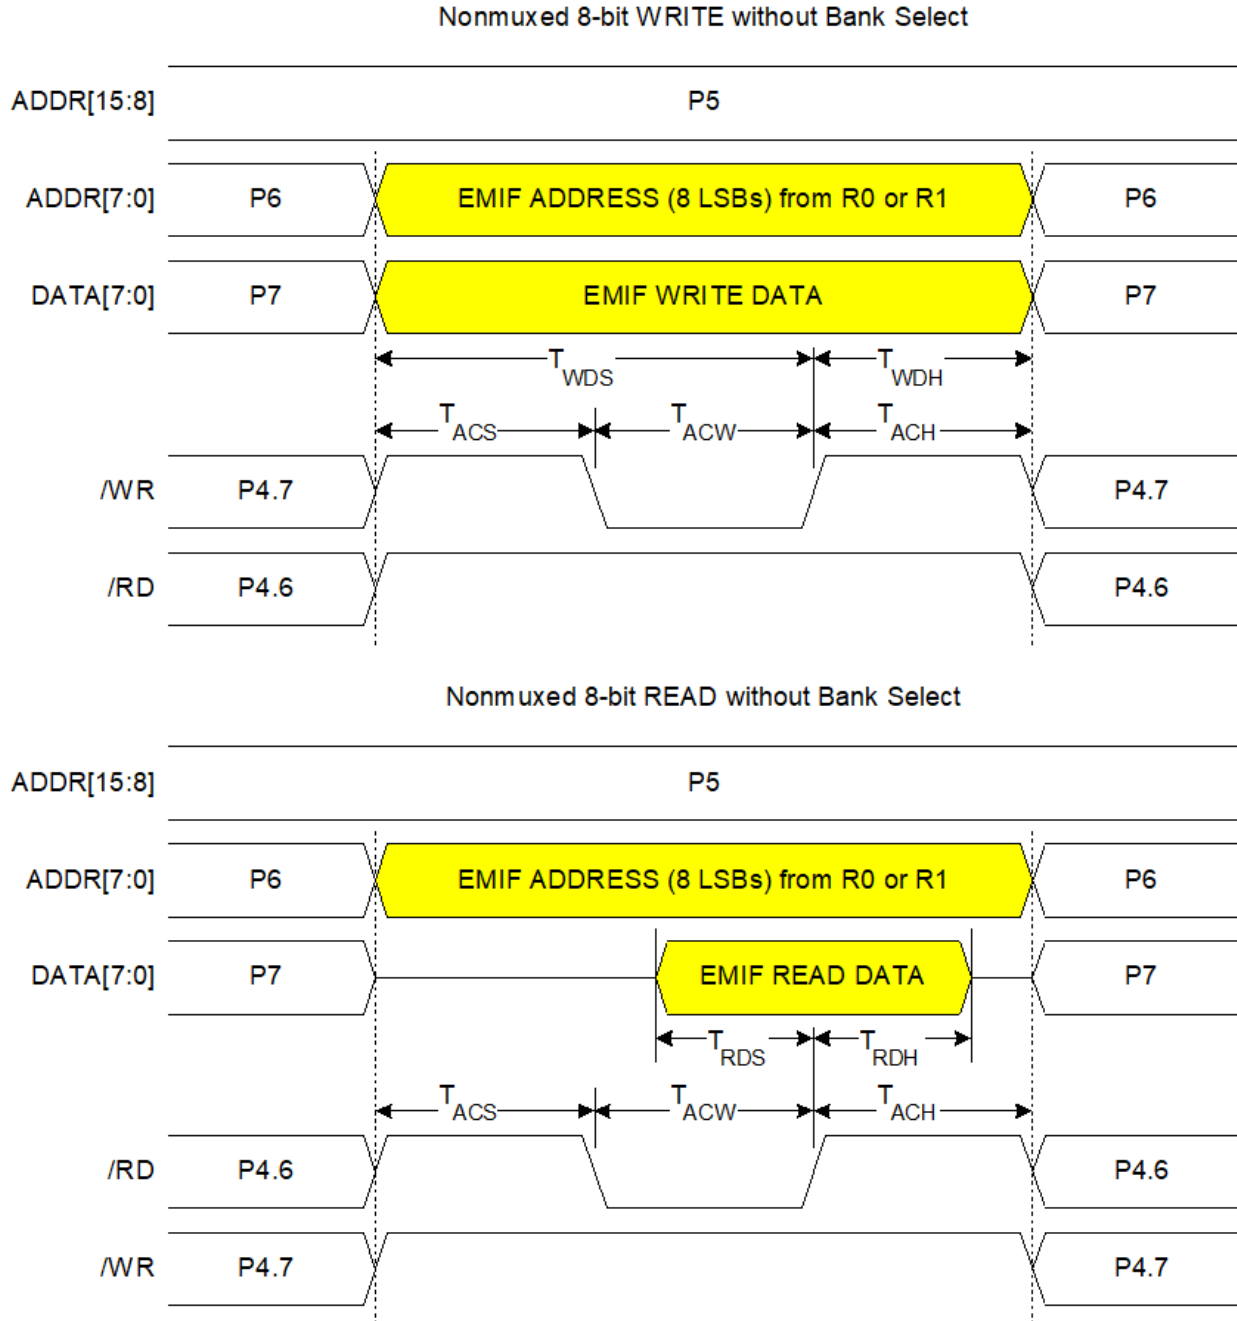 Nonmuxed 8-bit WRITE without Bank Select
ADDR[15:8] P5
ADDR[7:0] P6 EMIF ADDRESS (8 LSBs) from R0 or R1 P6
DATA[7:0] P7 EMIF WRITE DATA P7
TWDS TWDH
TACS TACW TACH
/WR P4.7 P4.7
/RD P4.6 P4.6
Nonmuxed 8-bit READ without Bank Select
ADDR[15:8] P5
ADDR[7:0] P6 EMIF ADDRESS (8 LSBs) from R0 or R1 P6
DATA[7:0] P7 EMIF READ DATA P7
TRDS TRDH
TACS TACW TACH
/RD P4.6 P4.6
/WR P4.7 P4.7